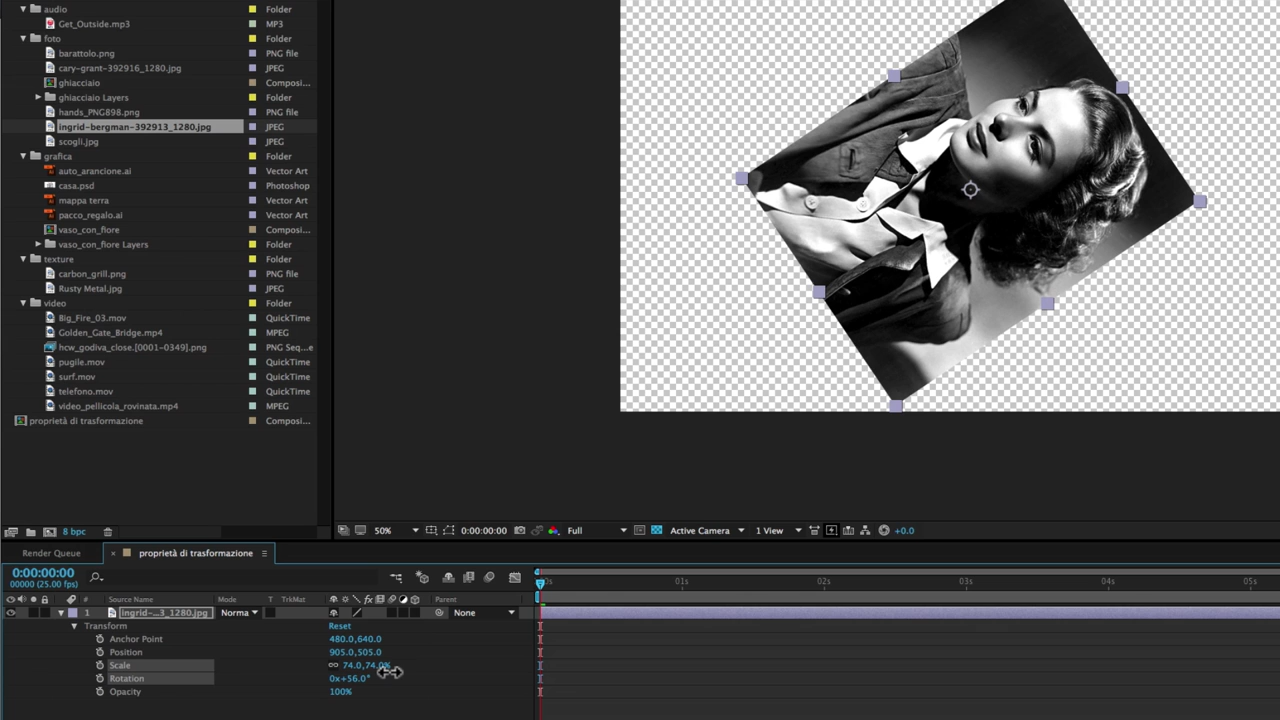 audio Folder
Get_Outside.mp3 MP3
foto Folder
barattolo.png PNG file
cary-grant-392916_1280.jpg JPEG
ghiacciaio Composi...
ghiacciaio Layers Folder
hands_PNG898.png PNG file
ingrid-bergman-392913_1280.jpg JPEG
scogli.jpg JPEG
grafica Folder
auto_arancione.ai Vector Art
casa.psd Photoshop
mappa terra Vector Art
pacco_regalo.ai Vector Art
vaso_con_fiore Composi...
vaso_con_fiore Layers Folder
texture Folder
carbon_grill.png PNG file
Rusty Metal.jpg JPEG
video Folder
Big_Fire_03.mov QuickTime
Golden_Gate_Bridge.mp4 MPEG
hcw_godiva_close.[0001-0349].png PNG Seq...e
pugile.mov QuickTime
surf.mov QuickTime
telefono.mov QuickTime
video_pellicola_rovinata.mp4 MPEG
proprietà di trasformazione Composi...
8 bpc 50% 0:00:00:00 Full Active Camera 1 View +0.0
Render Queue × proprietà di trasformazione
0:00:00:00
00000 (25.00 fps) 0s 01s 02s 03s 04s 05s
# Source Name Mode T TrkMat Parent
1 ingrid-...3_1280.jpg Norma None
Transform Reset
Anchor Point 480.0,640.0
Position 905.0,505.0
Scale 74.0,74.0%
Rotation 0x+56.0°
Opacity 100%